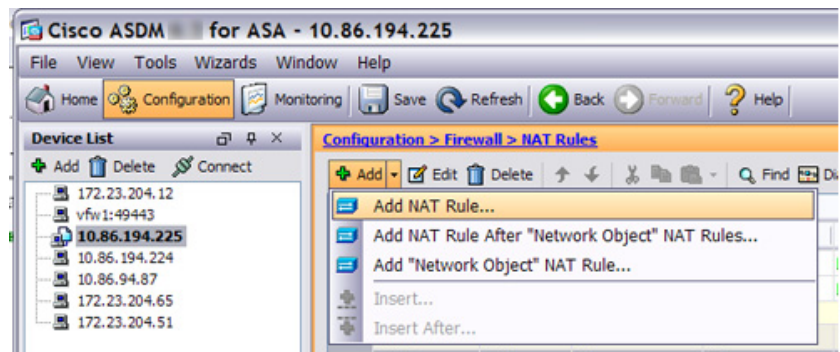 Cisco ASDM for ASA - 10.86.194.225
File View Tools Wizards Window Help
Home Configuration Monitoring Save Refresh Back Forward Help
Device List
Add Delete Connect
172.23.204.12
vfw1:49443
10.86.194.225
10.86.194.224
10.86.94.87
172.23.204.65
172.23.204.51
Configuration > Firewall > NAT Rules
Add Edit Delete Find Di
Add NAT Rule...
Add NAT Rule After "Network Object" NAT Rules...
Add "Network Object" NAT Rule...
Insert...
Insert After...